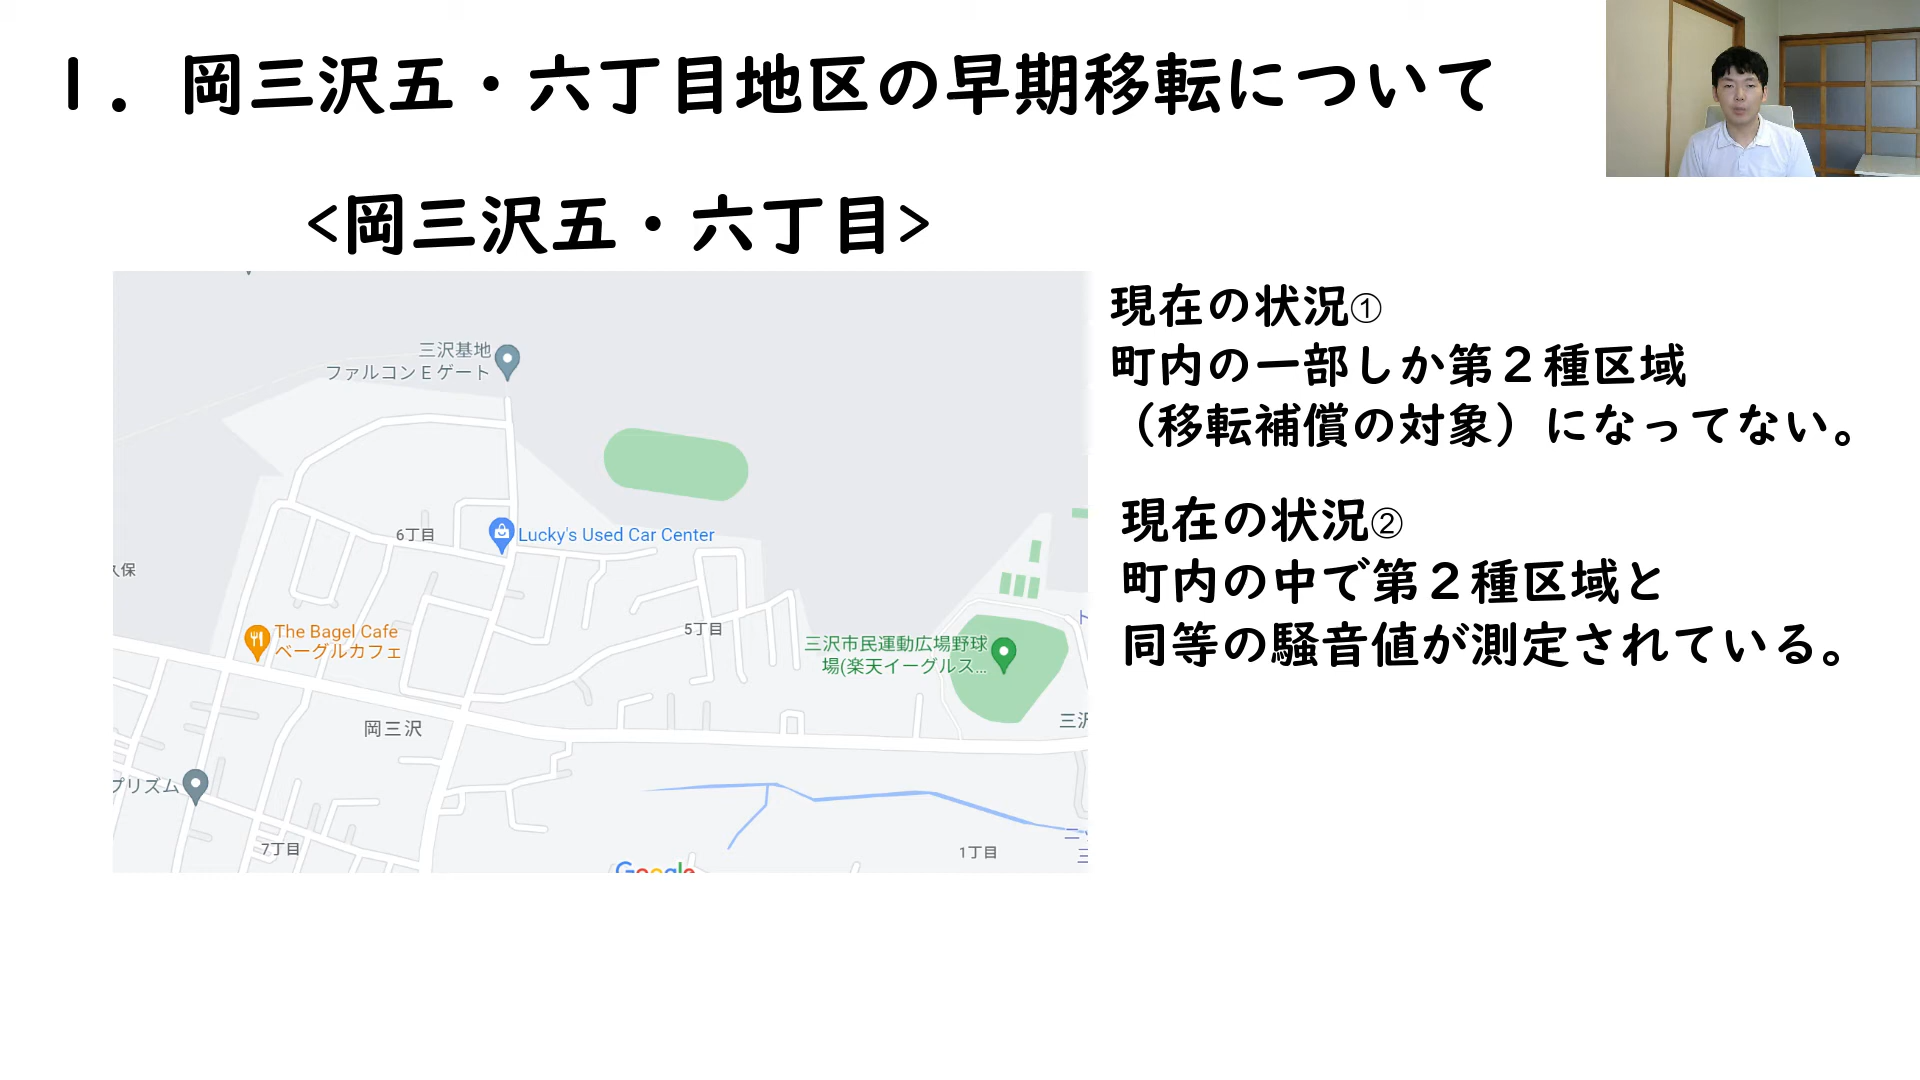 1．岡三沢五・六丁目地区の早期移転について
<岡三沢五・六丁目>
現在の状況①
町内の一部しか第２種区域
（移転補償の対象）になってない。
現在の状況②
町内の中で第２種区域と
同等の騒音値が測定されている。
三沢基地
ファルコンＥゲート
6丁目
Lucky's Used Car Center
久保
The Bagel Cafe
ベーグルカフェ
5丁目
三沢市民運動広場野球
場(楽天イーグルス...
ト
岡三沢
三沢
プリズム
7丁目
1丁目
Google